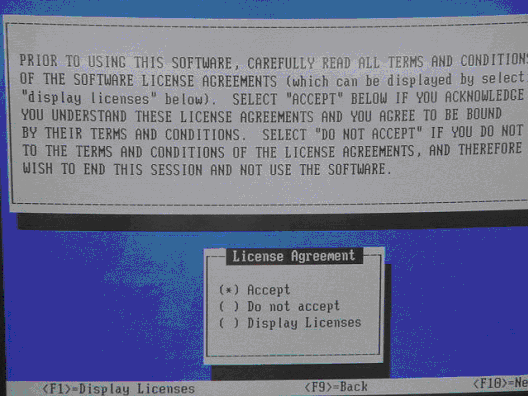 PRIOR TO USING THIS SOFTWARE, CAREFULLY READ ALL TERMS AND CONDITIONS
OF THE SOFTWARE LICENSE AGREEMENTS (which can be displayed by selecti
"display licenses" below). SELECT "ACCEPT" BELOW IF YOU ACKNOWLEDGE
YOU UNDERSTAND THESE LICENSE AGREEMENTS AND YOU AGREE TO BE BOUND
BY THEIR TERMS AND CONDITIONS. SELECT "DO NOT ACCEPT" IF YOU DO NOT
TO THE TERMS AND CONDITIONS OF THE LICENSE AGREEMENTS, AND THEREFORE
WISH TO END THIS SESSION AND NOT USE THE SOFTWARE.
License Agreement
(*) Accept
( ) Do not accept
( ) Display Licenses
<F1>=Display Licenses <F9>=Back <F10>=Ne